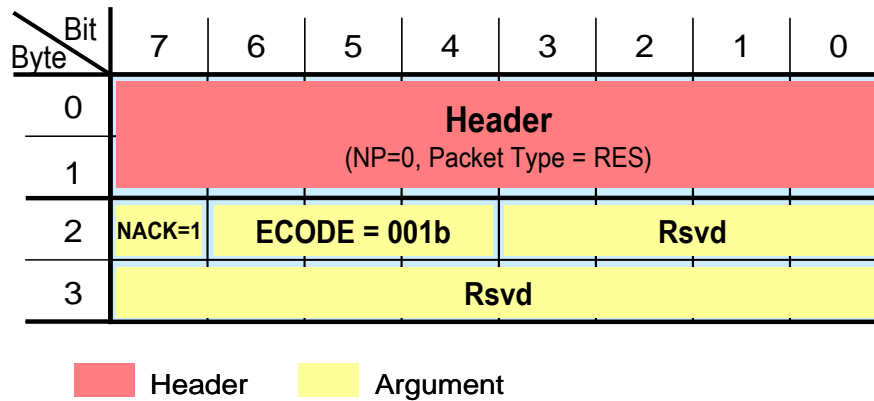 Bit
Byte
7 6 5 4 3 2 1 0
0
Header
(NP=0, Packet Type = RES)
1
2 NACK=1 ECODE = 001b Rsvd
3 Rsvd
Header Argument